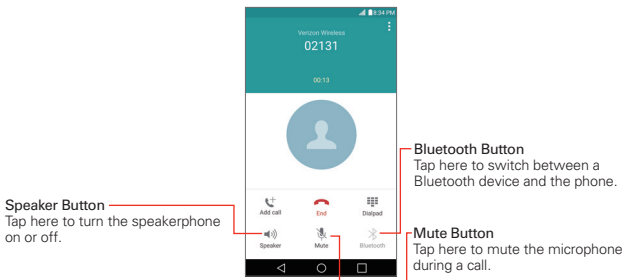 8:34 PM
Verizon Wireless
02131
00:13
Add call
End
Dialpad
Speaker
Mute
Bluetooth
Speaker Button
Tap here to turn the speakerphone
on or off.
Bluetooth Button
Tap here to switch between a
Bluetooth device and the phone.
Mute Button
Tap here to mute the microphone
during a call.